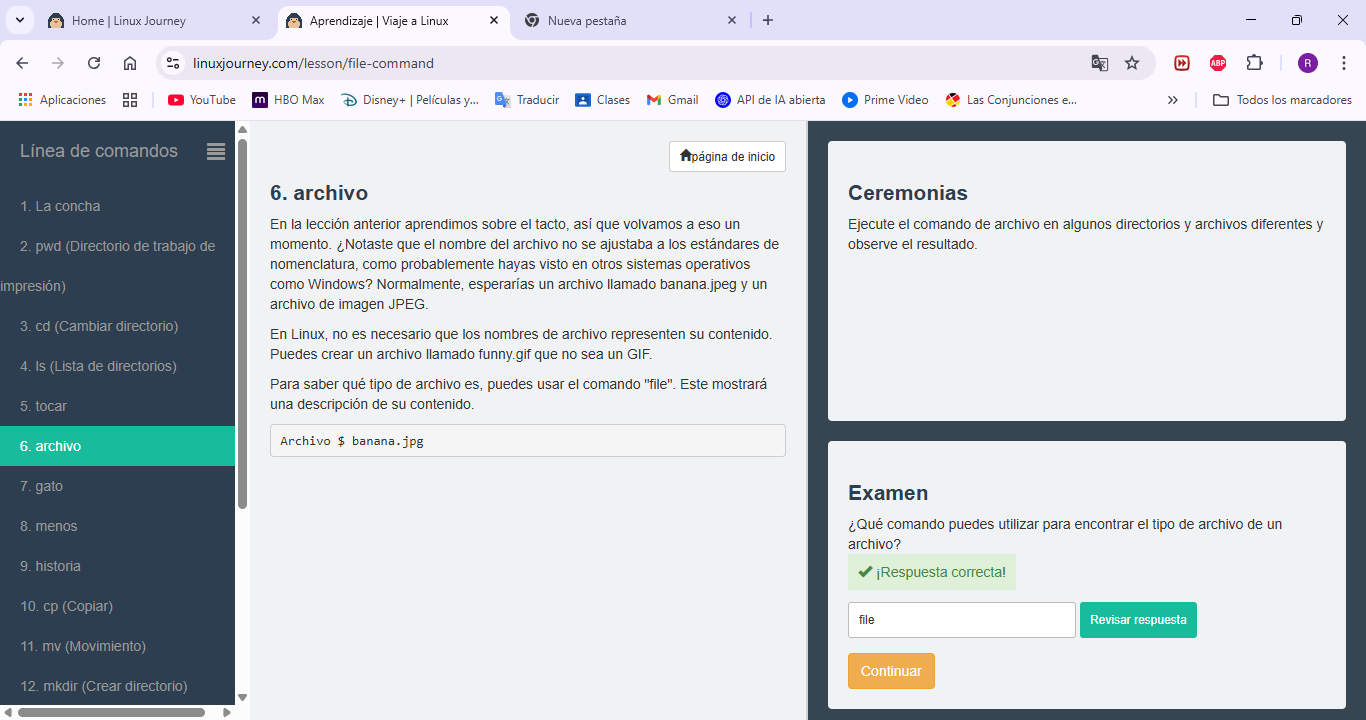 Home | Linux Journey
Aprendizaje | Viaje a Linux
Nueva pestaña
linuxjourney.com/lesson/file-command
ABP
R
Aplicaciones
YouTube
HBO Max
Disney+ | Películas y...
Traducir
Clases
Gmail
API de IA abierta
Prime Video
Las Conjunciones e...
Todos los marcadores
Línea de comandos
1. La concha
2. pwd (Directorio de trabajo de
impresión)
3. cd (Cambiar directorio)
4. ls (Lista de directorios)
5. tocar
6. archivo
7. gato
8. menos
9. historia
10. cp (Copiar)
11. mv (Movimiento)
12. mkdir (Crear directorio)
página de inicio
6. archivo
En la lección anterior aprendimos sobre el tacto, así que volvamos a eso un
momento. ¿Notaste que el nombre del archivo no se ajustaba a los estándares de
nomenclatura, como probablemente hayas visto en otros sistemas operativos
como Windows? Normalmente, esperarías un archivo llamado banana.jpeg y un
archivo de imagen JPEG.
En Linux, no es necesario que los nombres de archivo representen su contenido.
Puedes crear un archivo llamado funny.gif que no sea un GIF.
Para saber qué tipo de archivo es, puedes usar el comando "file". Este mostrará
una descripción de su contenido.
Archivo $ banana.jpg
Ceremonias
Ejecute el comando de archivo en algunos directorios y archivos diferentes y
observe el resultado.
Examen
¿Qué comando puedes utilizar para encontrar el tipo de archivo de un
archivo?
¡Respuesta correcta!
file
Revisar respuesta
Continuar